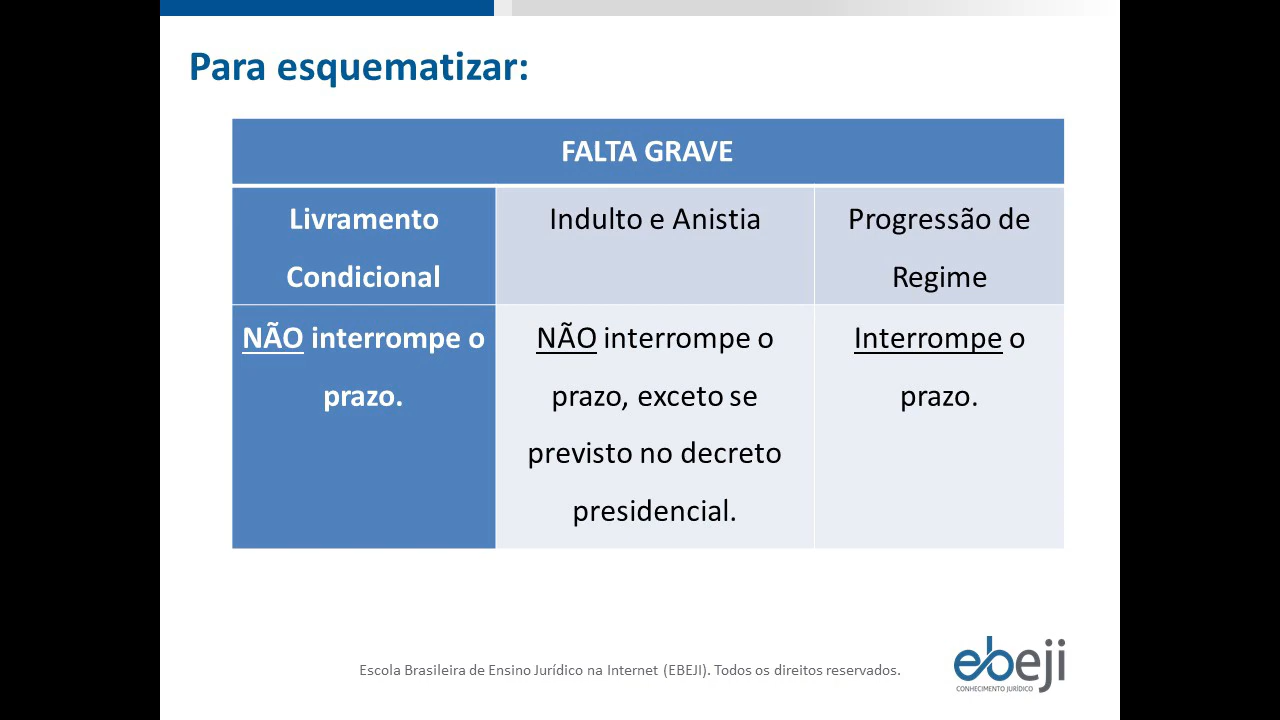 Para esquematizar:
FALTA GRAVE
Livramento
Condicional
Indulto e Anistia
Progressão de
Regime
NÃO interrompe o
prazo.
NÃO interrompe o
prazo, exceto se
previsto no decreto
presidencial.
Interrompe o
prazo.
Escola Brasileira de Ensino Jurídico na Internet (EBEJI). Todos os direitos reservados.
ebeji
CONHECIMENTO JURÍDICO